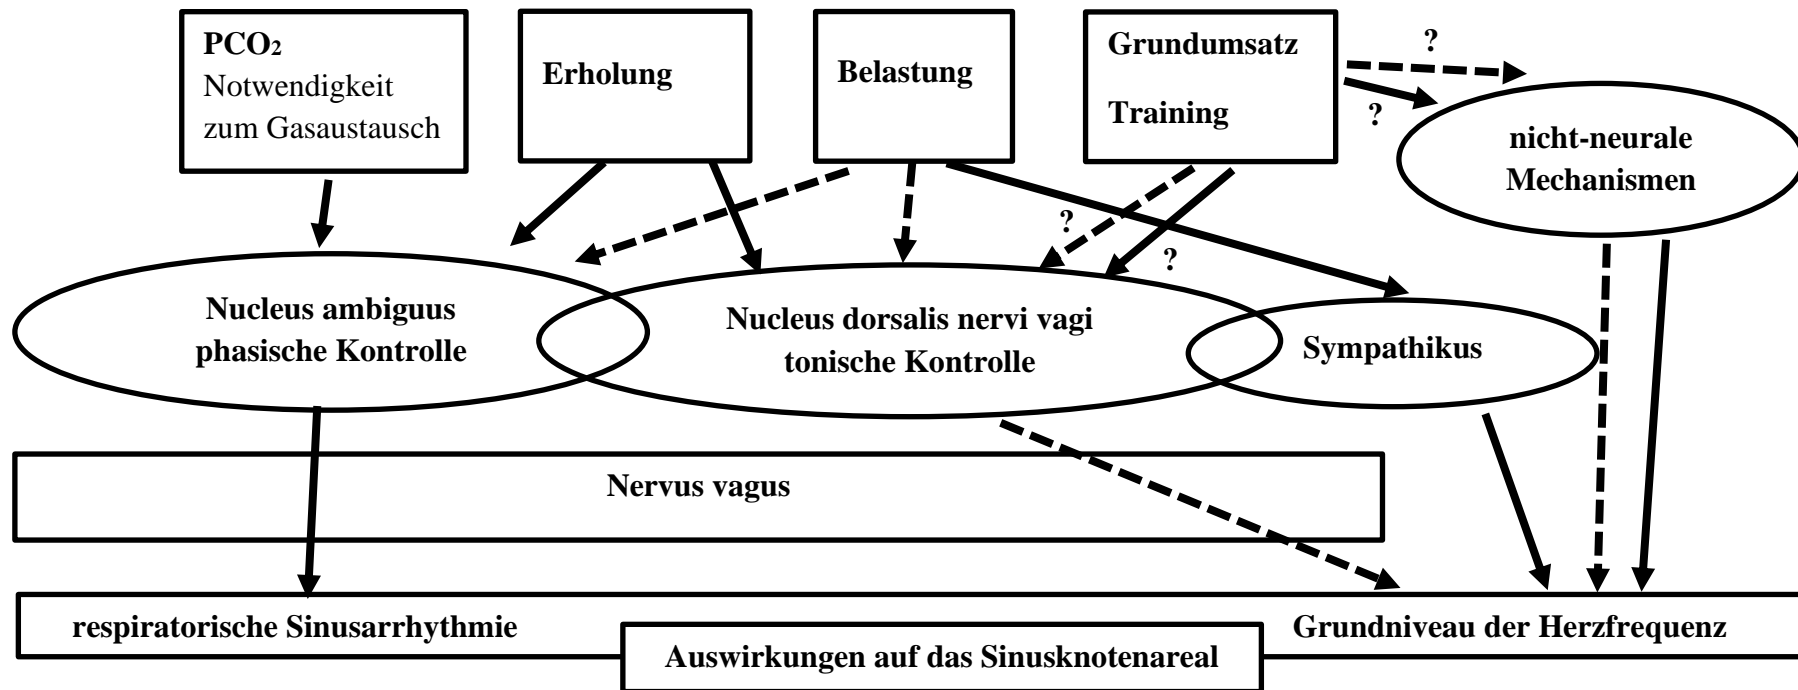 PCO₂
Notwendigkeit
zum Gasaustausch
Erholung
Belastung
Grundumsatz
Training
?
?
nicht-neurale
Mechanismen
?
?
Nucleus ambiguus
phasische Kontrolle
Nucleus dorsalis nervi vagi
tonische Kontrolle
Sympathikus
Nervus vagus
respiratorische Sinusarrhythmie
Grundniveau der Herzfrequenz
Auswirkungen auf das Sinusknotenareal